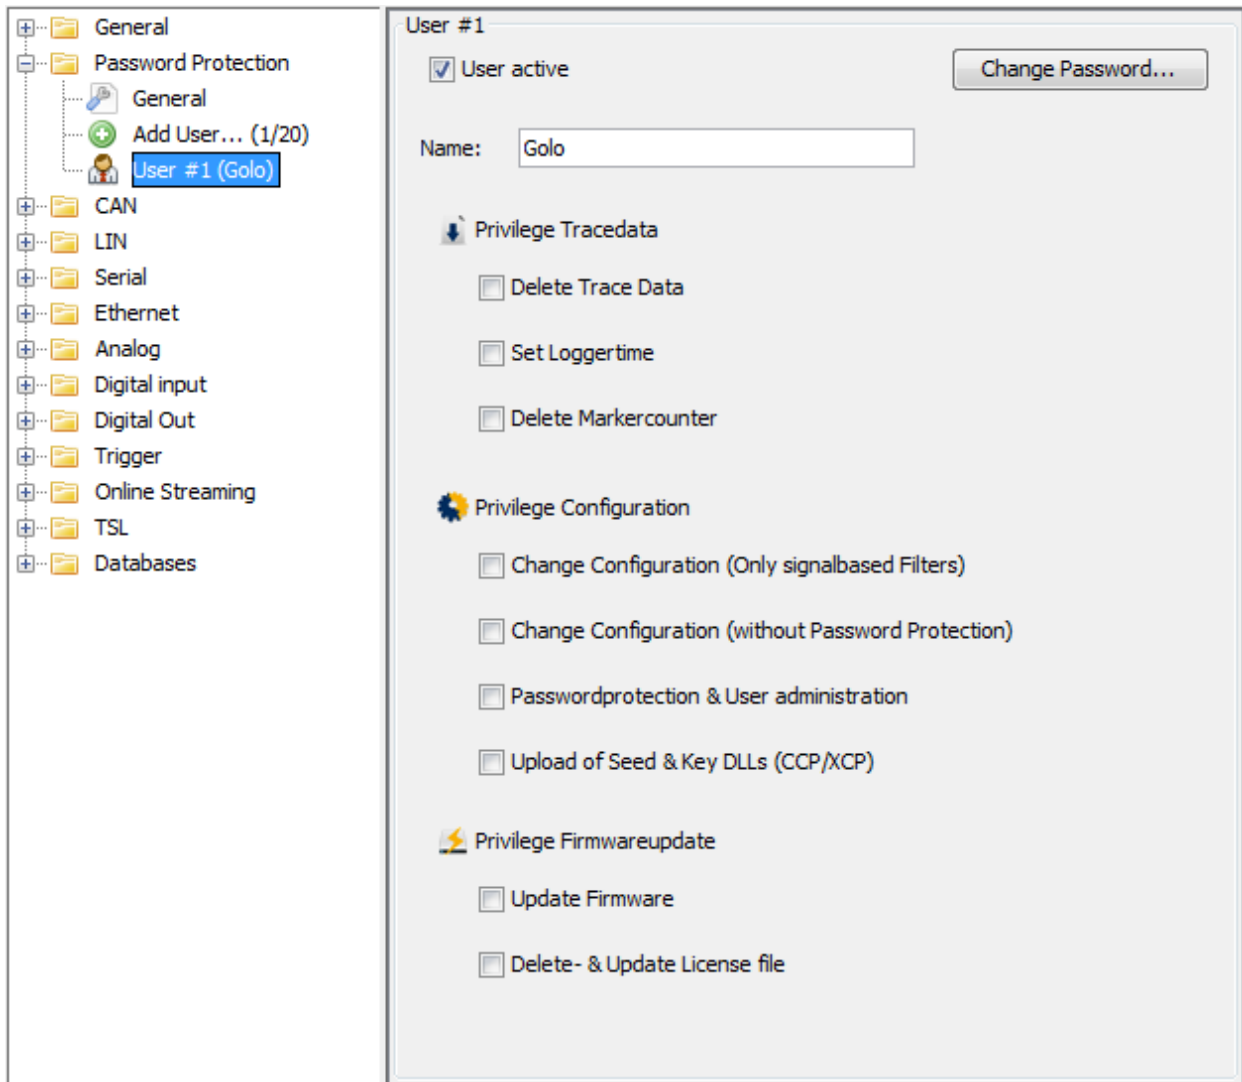 General
Password Protection
General
Add User... (1/20)
User #1 (Golo)
CAN
LIN
Serial
Ethernet
Analog
Digital input
Digital Out
Trigger
Online Streaming
TSL
Databases
User #1
User active
Change Password...
Name:
Golo
Privilege Tracedata
Delete Trace Data
Set Loggertime
Delete Markercounter
Privilege Configuration
Change Configuration (Only signalbased Filters)
Change Configuration (without Password Protection)
Passwordprotection & User administration
Upload of Seed & Key DLLs (CCP/XCP)
Privilege Firmwareupdate
Update Firmware
Delete- & Update License file